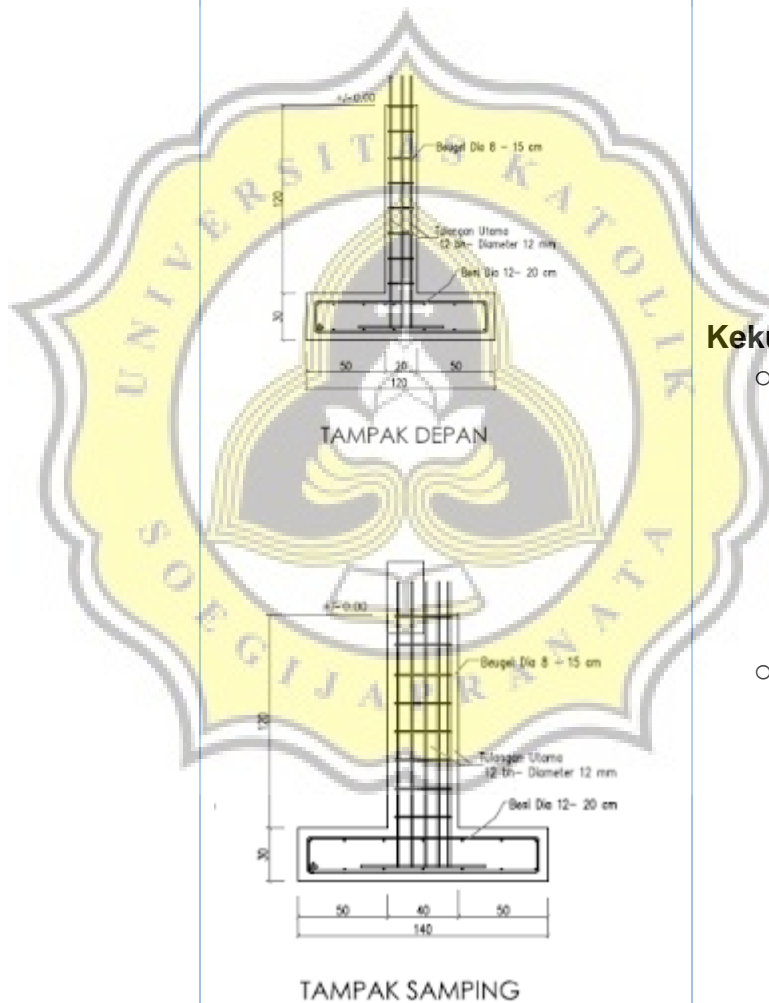 UNIVERSITAS KATOLIK
SOEGIJAPRANATA
+/-0.00
Beugel Dia 8 - 15 cm
120
Tulangan Utama
12 bh- Diameter 12 mm
Besi Dia 12- 20 cm
30
50 20 50
120
TAMPAK DEPAN
+/-0.00
Beugel Dia 8 - 15 cm
120
Tulangan Utama
12 bh- Diameter 12 mm
Besi Dia 12- 20 cm
30
50 40 50
140
TAMPAK SAMPING